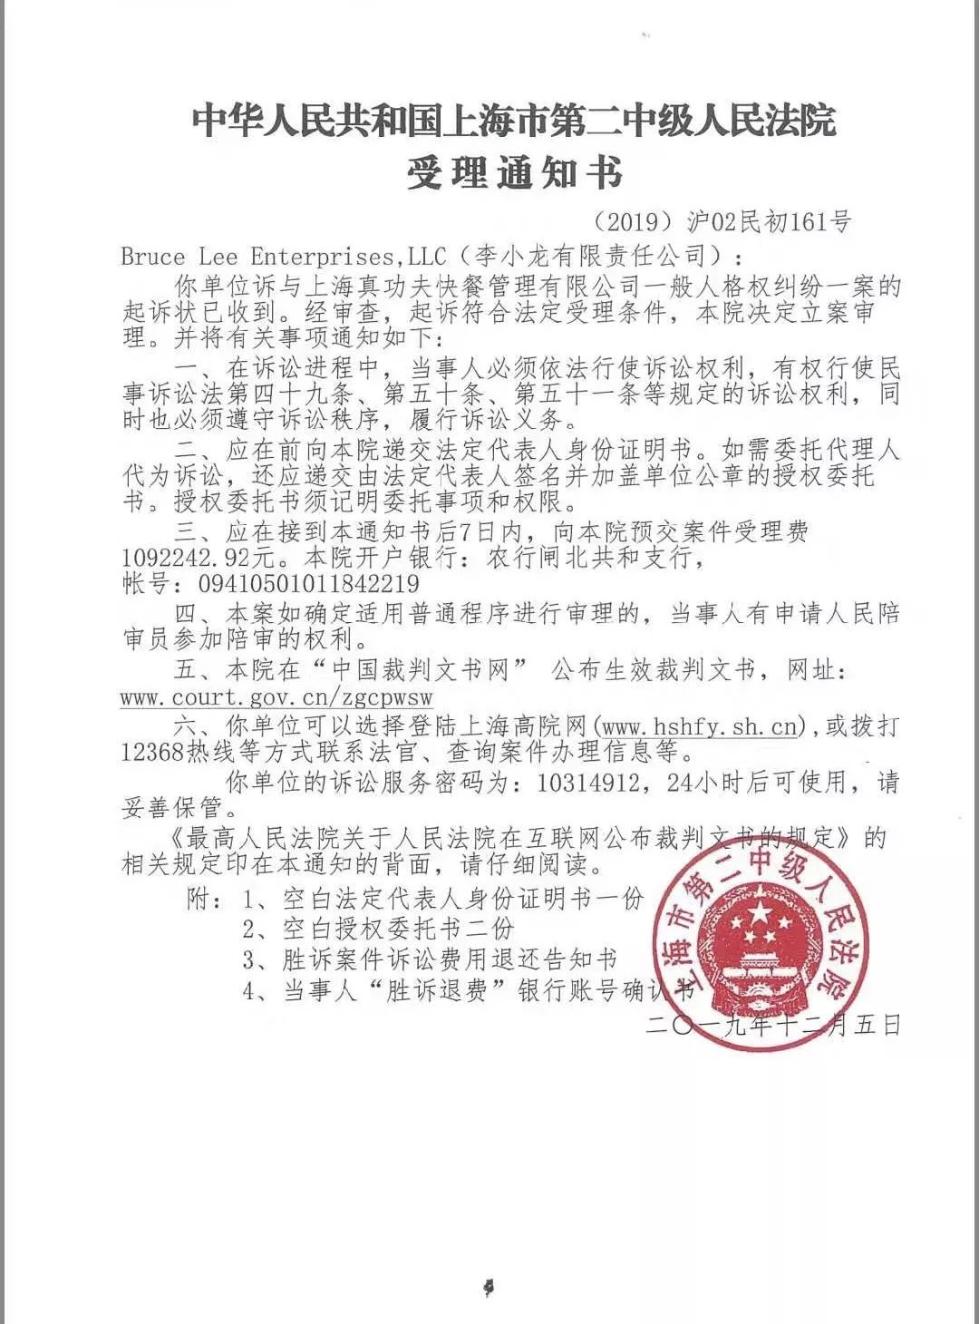 中华人民共和国上海市第二中级人民法院
受理通知书
（2019）沪02民初161号
Bruce Lee Enterprises,LLC（李小龙有限责任公司）：
你单位诉与上海真功夫快餐管理有限公司一般人格权纠纷一案的
起诉状已收到。经审查，起诉符合法定受理条件，本院决定立案审
理。并将有关事项通知如下：
一、在诉讼进程中，当事人必须依法行使诉讼权利，有权行使民
事诉讼法第四十九条、第五十条、第五十一条等规定的诉讼权利，同
时也必须遵守诉讼秩序，履行诉讼义务。
二、应在前向本院递交法定代表人身份证明书。如需委托代理人
代为诉讼，还应递交由法定代表人签名并加盖单位公章的授权委托
书。授权委托书须记明委托事项和权限。
三、应在接到本通知书后7日内，向本院预交案件受理费
1092242.92元。本院开户银行：农行闸北共和支行，
帐号：09410501011842219
四、本案如确定适用普通程序进行审理的，当事人有申请人民陪
审员参加陪审的权利。
五、本院在“中国裁判文书网” 公布生效裁判文书，网址：
www.court.gov.cn/zgcpwsw
六、你单位可以选择登陆上海高院网(www.hshfy.sh.cn),或拨打
12368热线等方式联系法官、查询案件办理信息等。
你单位的诉讼服务密码为：10314912，24小时后可使用，请
妥善保管。
《最高人民法院关于人民法院在互联网公布裁判文书的规定》的
相关规定印在本通知的背面，请仔细阅读。
附：1、空白法定代表人身份证明书一份
2、空白授权委托书二份
3、胜诉案件诉讼费用退还告知书
4、当事人“胜诉退费”银行账号确认书
上海市第二中级人民法院
二〇一九年十二月五日